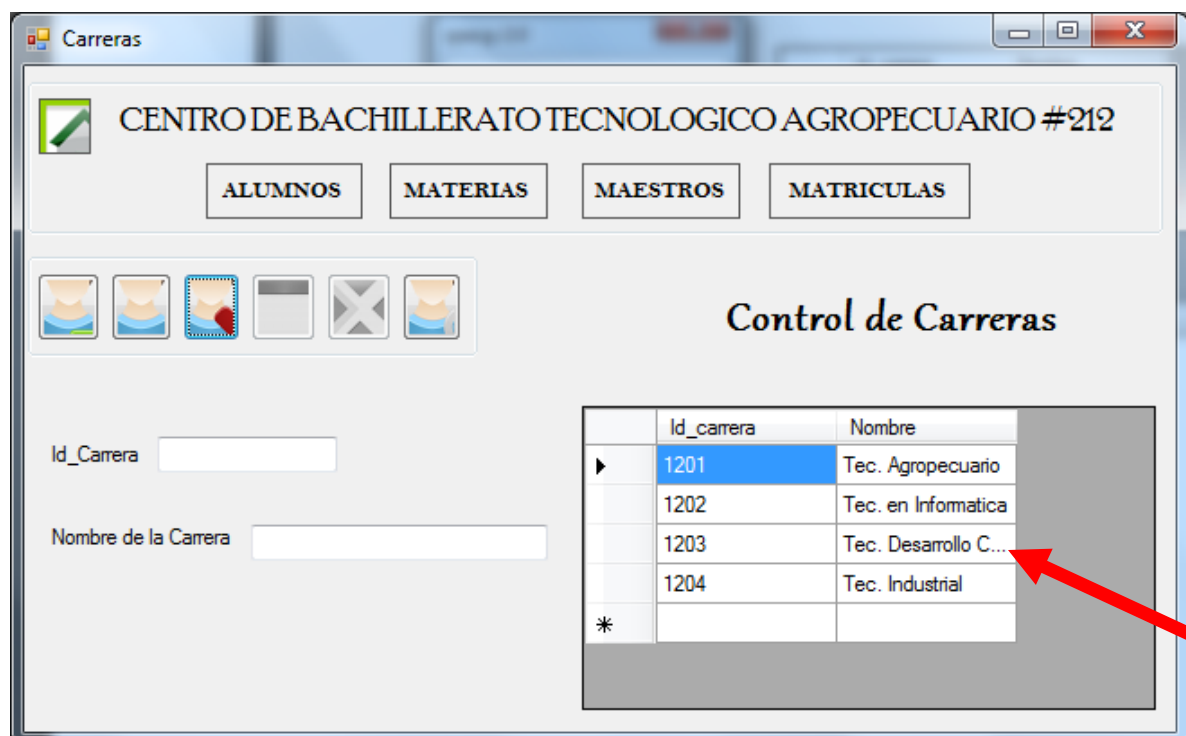 Carreras
CENTRO DE BACHILLERATO TECNOLOGICO AGROPECUARIO #212
ALUMNOS MATERIAS MAESTROS MATRICULAS
Control de Carreras
Id_carrera Nombre
Id_Carrera
1201 Tec. Agropecuario
1202 Tec. en Informatica
Nombre de la Carrera
1203 Tec. Desarrollo C...
1204 Tec. Industrial